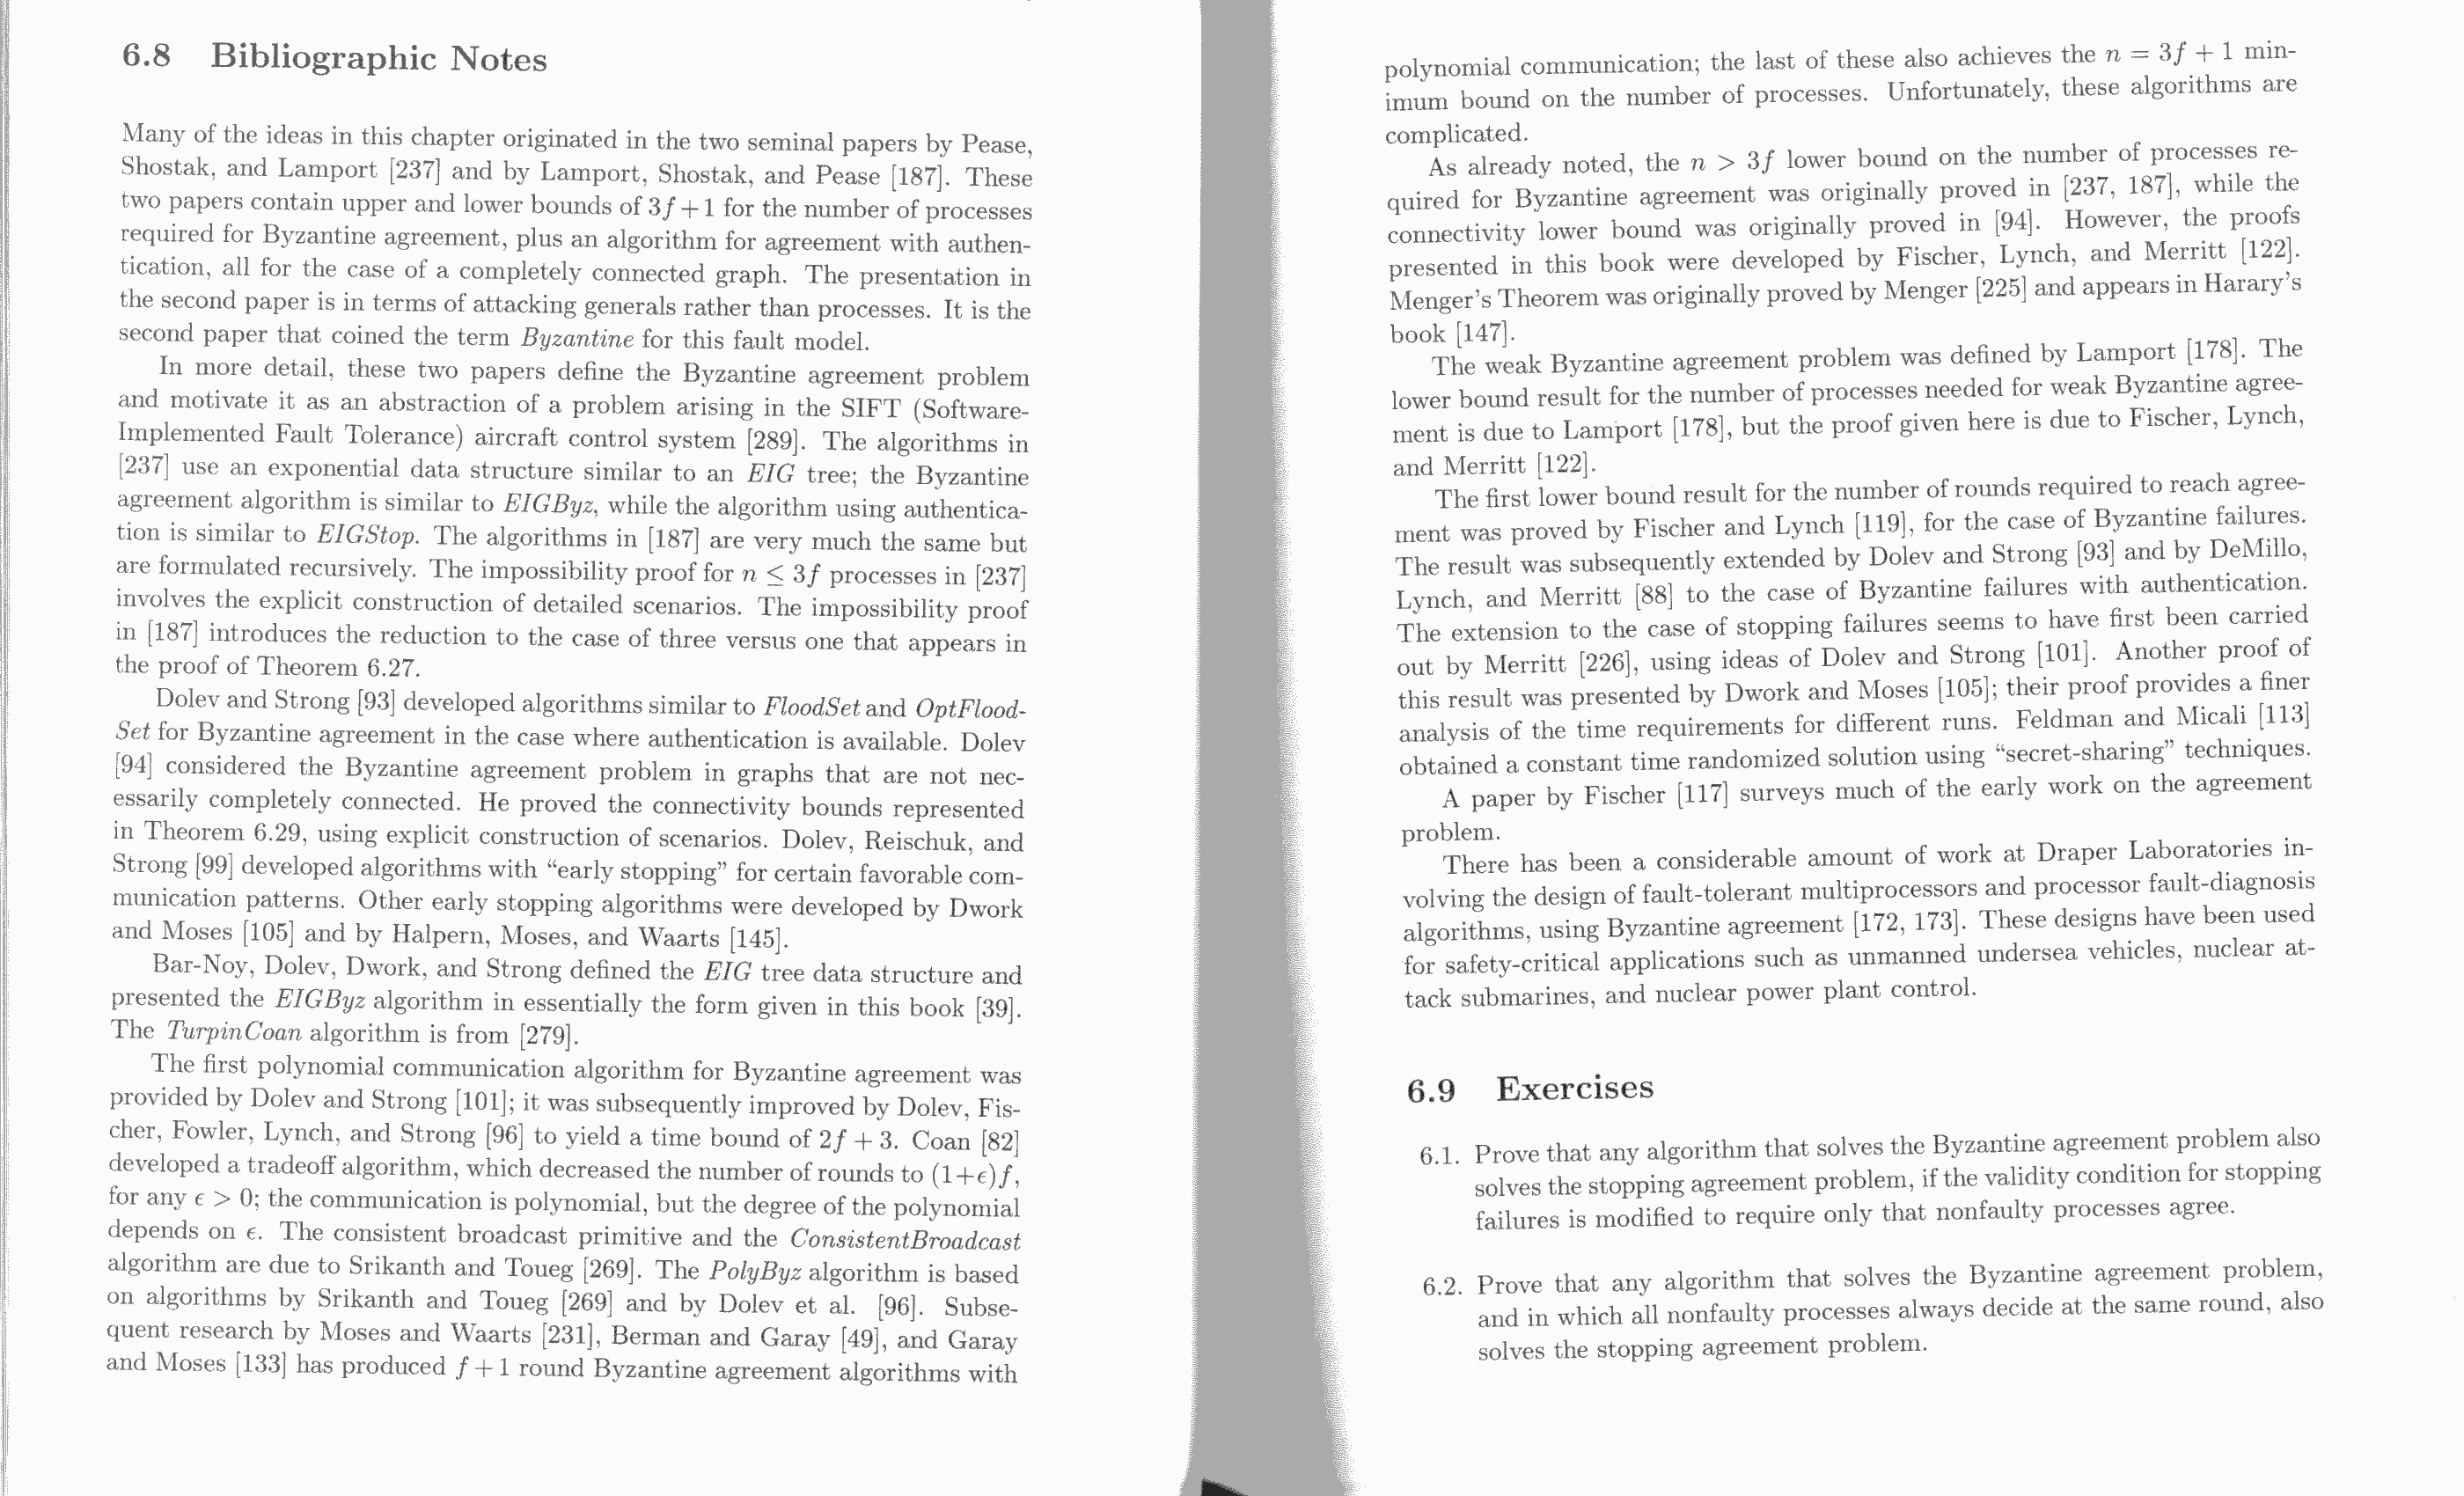 6.8 Bibliographic Notes
Many of the ideas in this chapter originated in the two seminal papers by Pease,
Shostak, and Lamport [237] and by Lamport, Shostak, and Pease [187]. These
two papers contain upper and lower bounds of 3f + 1 for the number of processes
required for Byzantine agreement, plus an algorithm for agreement with authen-
tication, all for the case of a completely connected graph. The presentation in
the second paper is in terms of attacking generals rather than processes. It is the
second paper that coined the term Byzantine for this fault model.
In more detail, these two papers define the Byzantine agreement problem
and motivate it as an abstraction of a problem arising in the SIFT (Software-
Implemented Fault Tolerance) aircraft control system [289]. The algorithms in
[237] use an exponential data structure similar to an EIG tree; the Byzantine
agreement algorithm is similar to EIGByz, while the algorithm using authentica-
tion is similar to EIGStop. The algorithms in [187] are very much the same but
are formulated recursively. The impossibility proof for n ≤ 3f processes in [237]
involves the explicit construction of detailed scenarios. The impossibility proof
in [187] introduces the reduction to the case of three versus one that appears in
the proof of Theorem 6.27.
Dolev and Strong [93] developed algorithms similar to FloodSet and OptFlood-
Set for Byzantine agreement in the case where authentication is available. Dolev
[94] considered the Byzantine agreement problem in graphs that are not nec-
essarily completely connected. He proved the connectivity bounds represented
in Theorem 6.29, using explicit construction of scenarios. Dolev, Reischuk, and
Strong [99] developed algorithms with “early stopping” for certain favorable com-
munication patterns. Other early stopping algorithms were developed by Dwork
and Moses [105] and by Halpern, Moses, and Waarts [145].
Bar-Noy, Dolev, Dwork, and Strong defined the EIG tree data structure and
presented the EIGByz algorithm in essentially the form given in this book [39].
The TurpinCoan algorithm is from [279].
The first polynomial communication algorithm for Byzantine agreement was
provided by Dolev and Strong [101]; it was subsequently improved by Dolev, Fis-
cher, Fowler, Lynch, and Strong [96] to yield a time bound of 2f + 3. Coan [82]
developed a tradeoff algorithm, which decreased the number of rounds to (1+ϵ)f,
for any ϵ > 0; the communication is polynomial, but the degree of the polynomial
depends on ϵ. The consistent broadcast primitive and the ConsistentBroadcast
algorithm are due to Srikanth and Toueg [269]. The PolyByz algorithm is based
on algorithms by Srikanth and Toueg [269] and by Dolev et al. [96]. Subse-
quent research by Moses and Waarts [231], Berman and Garay [49], and Garay
and Moses [133] has produced f + 1 round Byzantine agreement algorithms with
polynomial communication; the last of these also achieves the n = 3f + 1 min-
imum bound on the number of processes. Unfortunately, these algorithms are
complicated.
As already noted, the n > 3f lower bound on the number of processes re-
quired for Byzantine agreement was originally proved in [237, 187], while the
connectivity lower bound was originally proved in [94]. However, the proofs
presented in this book were developed by Fischer, Lynch, and Merritt [122].
Menger's Theorem was originally proved by Menger [225] and appears in Harary's
book [147].
The weak Byzantine agreement problem was defined by Lamport [178]. The
lower bound result for the number of processes needed for weak Byzantine agree-
ment is due to Lamport [178], but the proof given here is due to Fischer, Lynch,
and Merritt [122].
The first lower bound result for the number of rounds required to reach agree-
ment was proved by Fischer and Lynch [119], for the case of Byzantine failures.
The result was subsequently extended by Dolev and Strong [93] and by DeMillo,
Lynch, and Merritt [88] to the case of Byzantine failures with authentication.
The extension to the case of stopping failures seems to have first been carried
out by Merritt [226], using ideas of Dolev and Strong [101]. Another proof of
this result was presented by Dwork and Moses [105]; their proof provides a finer
analysis of the time requirements for different runs. Feldman and Micali [113]
obtained a constant time randomized solution using “secret-sharing” techniques.
A paper by Fischer [117] surveys much of the early work on the agreement
problem.
There has been a considerable amount of work at Draper Laboratories in-
volving the design of fault-tolerant multiprocessors and processor fault-diagnosis
algorithms, using Byzantine agreement [172, 173]. These designs have been used
for safety-critical applications such as unmanned undersea vehicles, nuclear at-
tack submarines, and nuclear power plant control.
6.9 Exercises
6.1. Prove that any algorithm that solves the Byzantine agreement problem also
solves the stopping agreement problem, if the validity condition for stopping
failures is modified to require only that nonfaulty processes agree.
6.2. Prove that any algorithm that solves the Byzantine agreement problem,
and in which all nonfaulty processes always decide at the same round, also
solves the stopping agreement problem.